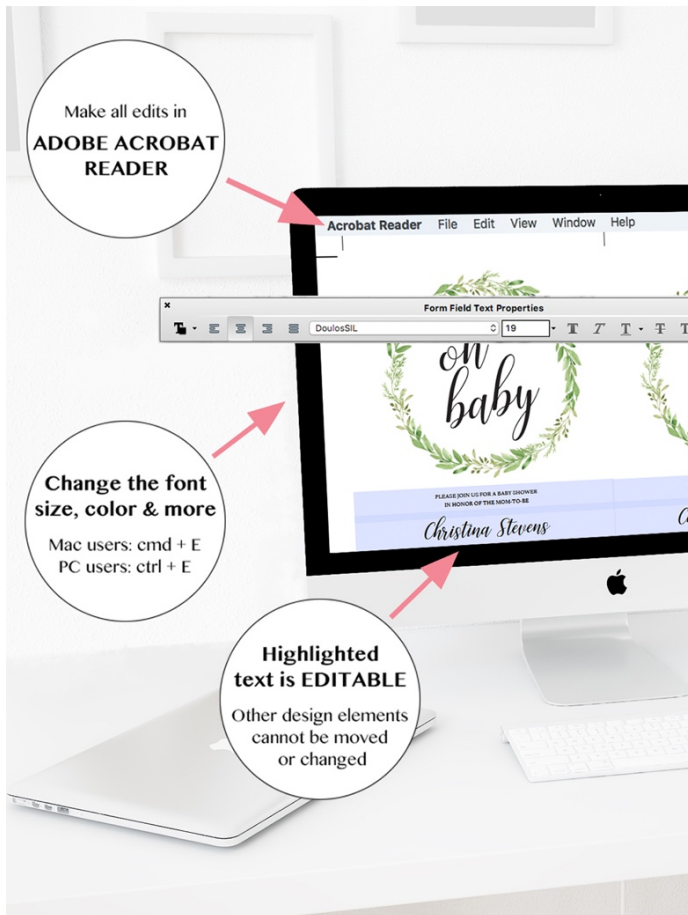 Make all edits in
ADOBE ACROBAT
READER
Acrobat Reader File Edit View Window Help
Form Field Text Properties
DoulosSIL 19
oh
baby
PLEASE JOIN US FOR A BABY SHOWER
IN HONOR OF THE MOM-TO-BE
Christina Stevens
Change the font
size, color & more
Mac users: cmd + E
PC users: ctrl + E
Highlighted
text is EDITABLE
Other design elements
cannot be moved
or changed